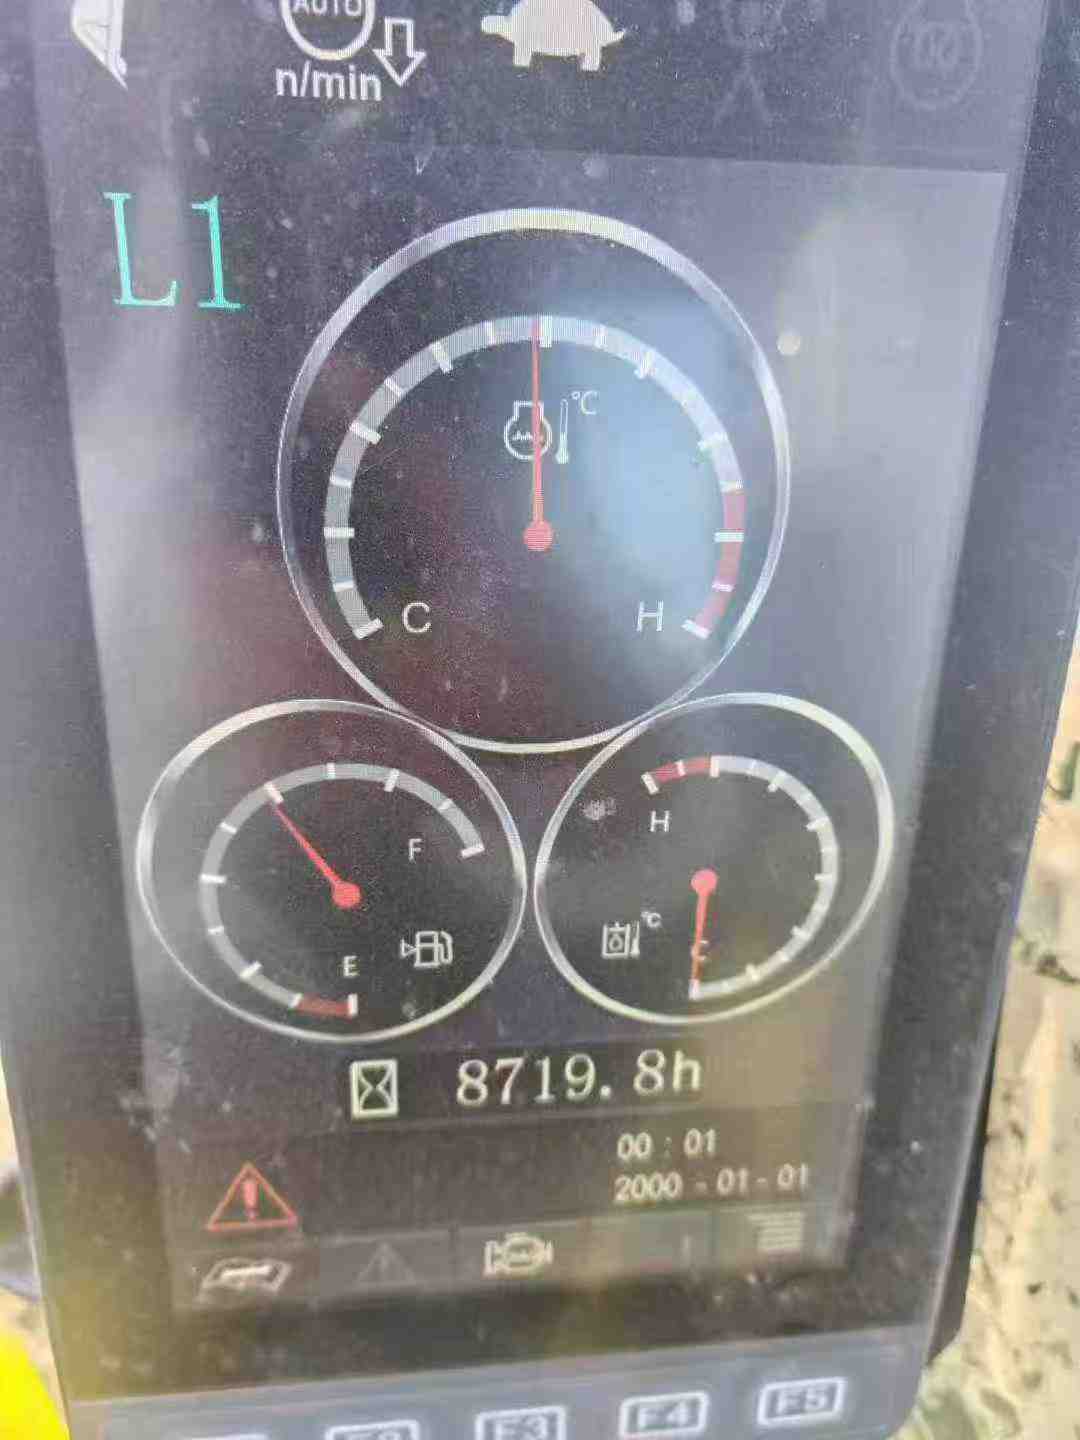 AUTO
n/min
L1
°C
C H
F
E
H
°C
C
8719.8h
00 : 01
2000 - 01 - 01
F3 F4 F5